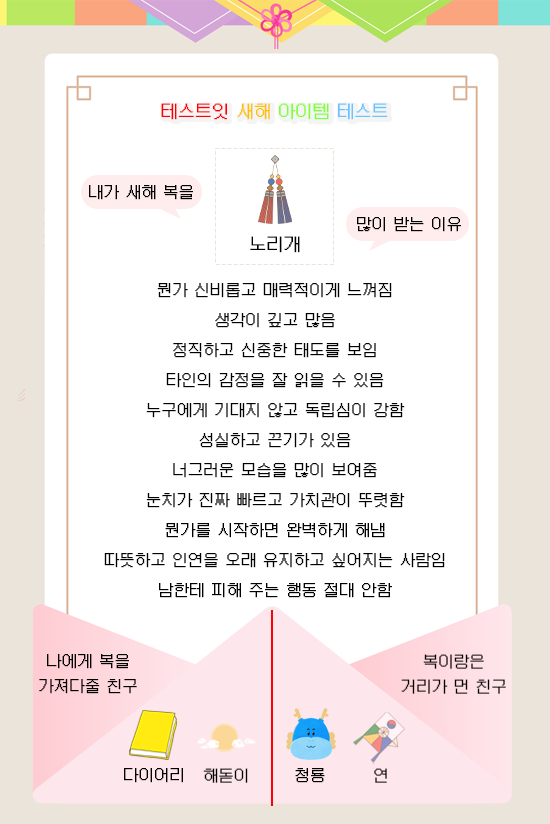 테스트잇 새해 아이템 테스트
내가 새해 복을
많이 받는 이유
노리개
뭔가 신비롭고 매력적이게 느껴짐
생각이 깊고 많음
정직하고 신중한 태도를 보임
타인의 감정을 잘 읽을 수 있음
누구에게 기대지 않고 독립심이 강함
성실하고 끈기가 있음
너그러운 모습을 많이 보여줌
눈치가 진짜 빠르고 가치관이 뚜렷함
뭔가를 시작하면 완벽하게 해냄
따뜻하고 인연을 오래 유지하고 싶어지는 사람임
남한테 피해 주는 행동 절대 안함
나에게 복을
가져다줄 친구
복이랑은
거리가 먼 친구
다이어리
해돋이
청룡
연